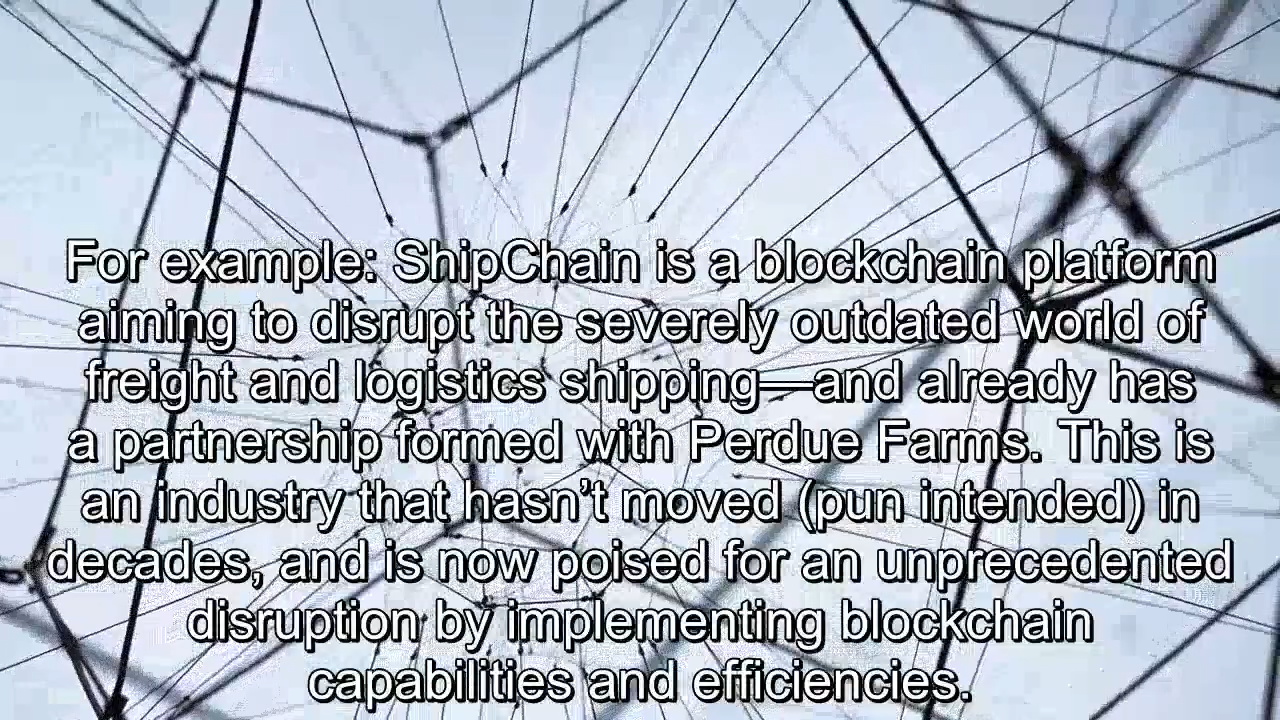 For example: ShipChain is a blockchain platform
aiming to disrupt the severely outdated world of
freight and logistics shipping—and already has
a partnership formed with Perdue Farms. This is
an industry that hasn’t moved (pun intended) in
decades, and is now poised for an unprecedented
disruption by implementing blockchain
capabilities and efficiencies.